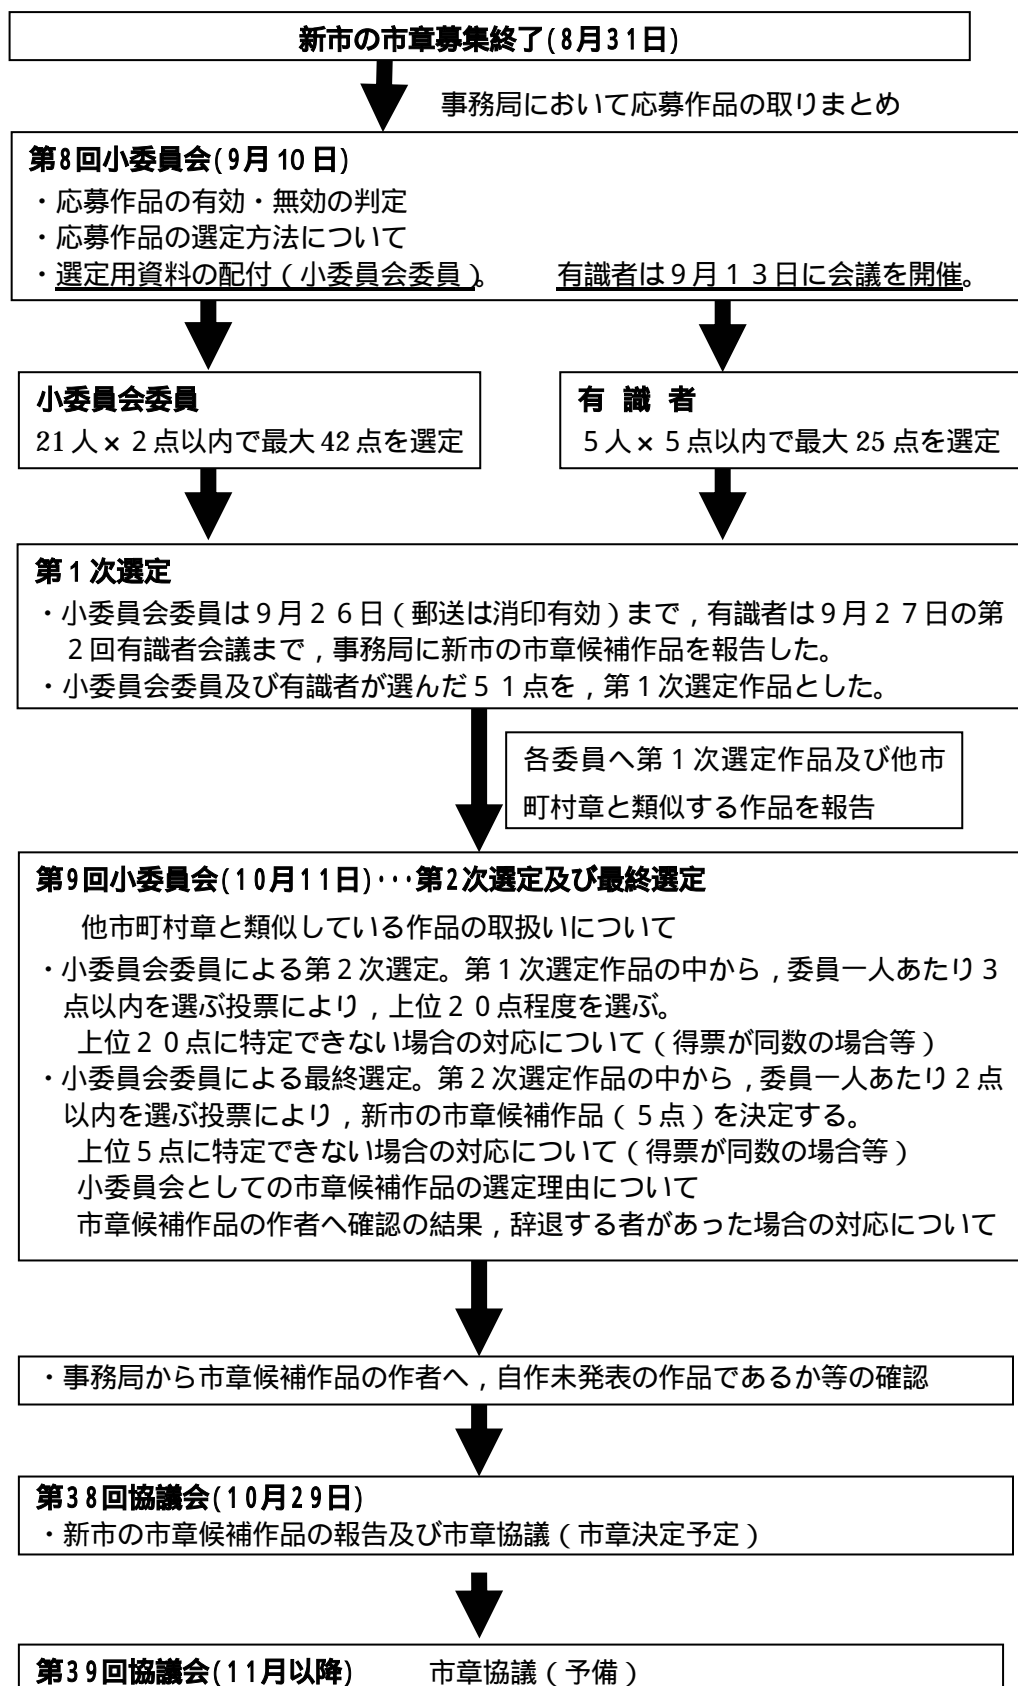 新市の市章募集終了(8月31日)
事務局において応募作品の取りまとめ
第8回小委員会(9月10日)
・応募作品の有効・無効の判定
・応募作品の選定方法について
・選定用資料の配付（小委員会委員）。　　有識者は９月１３日に会議を開催。
小委員会委員
21人×２点以内で最大42点を選定
有 識 者
５人×５点以内で最大25点を選定
第１次選定
・小委員会委員は９月２６日（郵送は消印有効）まで，有識者は９月２７日の第
２回有識者会議まで，事務局に新市の市章候補作品を報告した。
・小委員会委員及び有識者が選んだ５１点を，第１次選定作品とした。
各委員へ第１次選定作品及び他市
町村章と類似する作品を報告
第9回小委員会(10月11日)･･･第2次選定及び最終選定
他市町村章と類似している作品の取扱いについて
・小委員会委員による第２次選定。第１次選定作品の中から，委員一人あたり３
点以内を選ぶ投票により，上位２０点程度を選ぶ。
上位２０点に特定できない場合の対応について（得票が同数の場合等）
・小委員会委員による最終選定。第２次選定作品の中から，委員一人あたり２点
以内を選ぶ投票により，新市の市章候補作品（５点）を決定する。
上位５点に特定できない場合の対応について（得票が同数の場合等）
小委員会としての市章候補作品の選定理由について
市章候補作品の作者へ確認の結果，辞退する者があった場合の対応について
・事務局から市章候補作品の作者へ，自作未発表の作品であるか等の確認
第38回協議会(10月29日)
・新市の市章候補作品の報告及び市章協議（市章決定予定）
第39回協議会(11月以降)　　市章協議（予備）